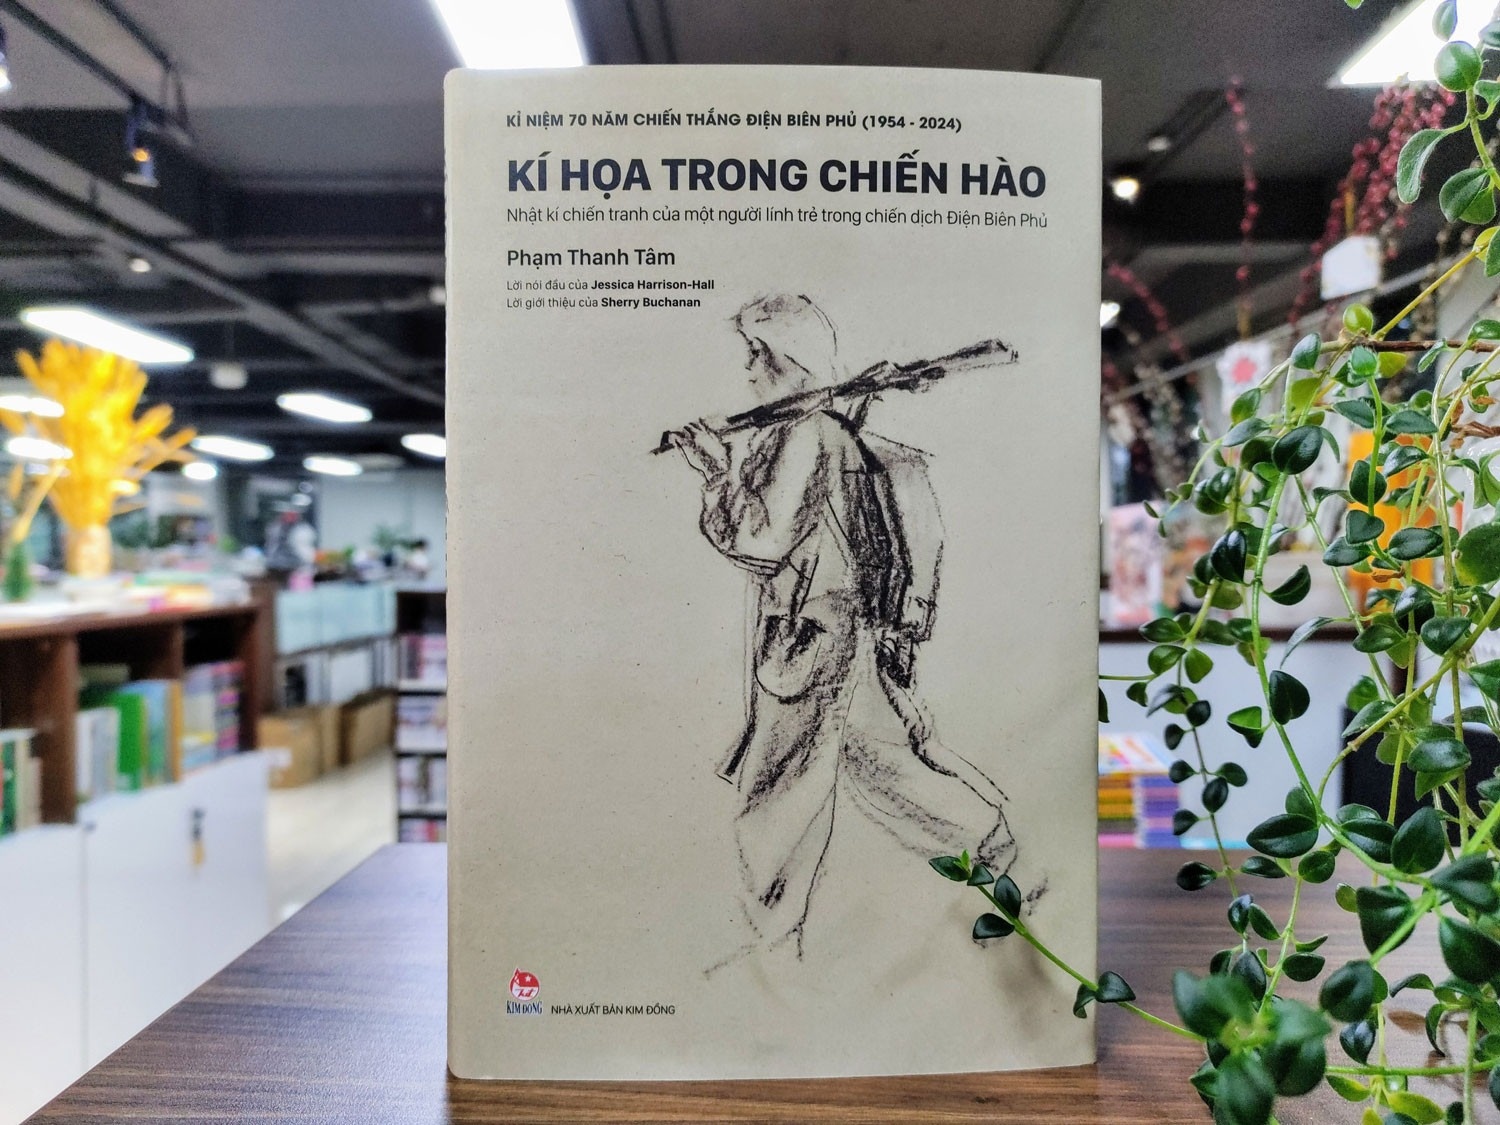 KỈ NIỆM 70 NĂM CHIẾN THẮNG ĐIỆN BIÊN PHỦ (1954 - 2024)
KÍ HỌA TRONG CHIẾN HÀO
Nhật kí chiến tranh của một người lính trẻ trong chiến dịch Điện Biên Phủ
Phạm Thanh Tâm
Lời nói đầu của Jessica Harrison-Hall
Lời giới thiệu của Sherry Buchanan
KIM ĐỒNG NHÀ XUẤT BẢN KIM ĐỒNG